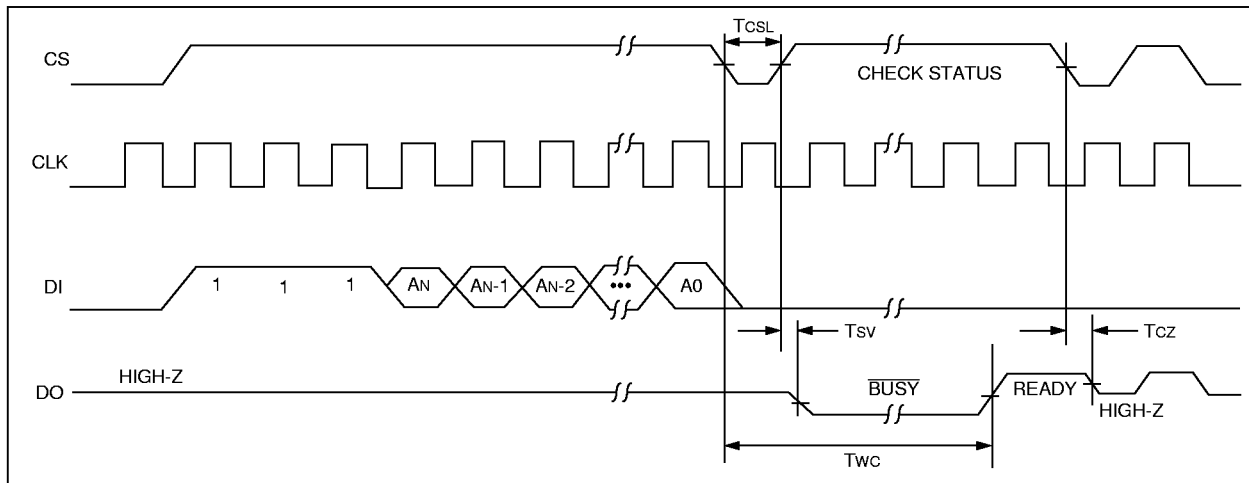 TCSL
CS
CHECK STATUS
CLK
DI
1 1 1 AN AN-1 AN-2 ••• A0
TSV
TCZ
DO
HIGH-Z
BUSY
READY
HIGH-Z
TWC